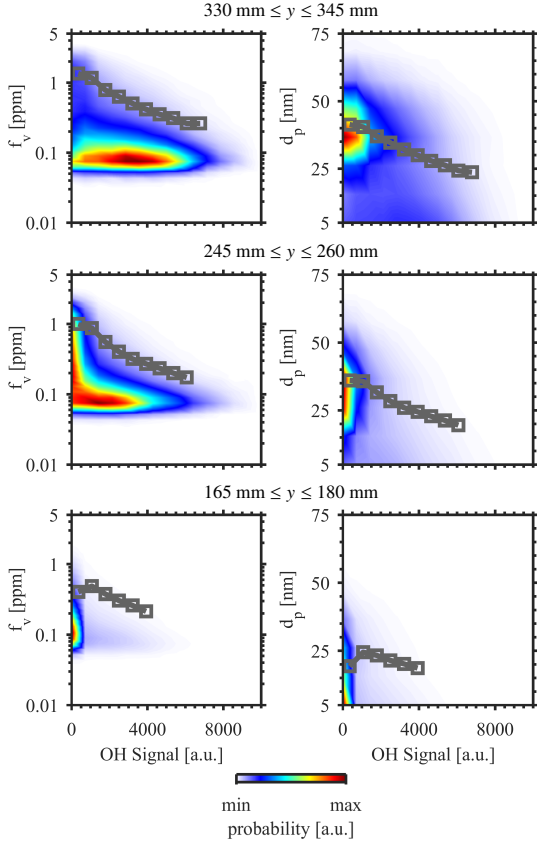 330 mm ≤ y ≤ 345 mm
5
1
0.1
0.01
f_v [ppm]
75
50
25
5
d_p [nm]
245 mm ≤ y ≤ 260 mm
5
1
0.1
0.01
f_v [ppm]
75
50
25
5
d_p [nm]
165 mm ≤ y ≤ 180 mm
5
1
0.1
0.01
f_v [ppm]
0 4000 8000
OH Signal [a.u.]
75
50
25
5
d_p [nm]
0 4000 8000
OH Signal [a.u.]
min max
probability [a.u.]